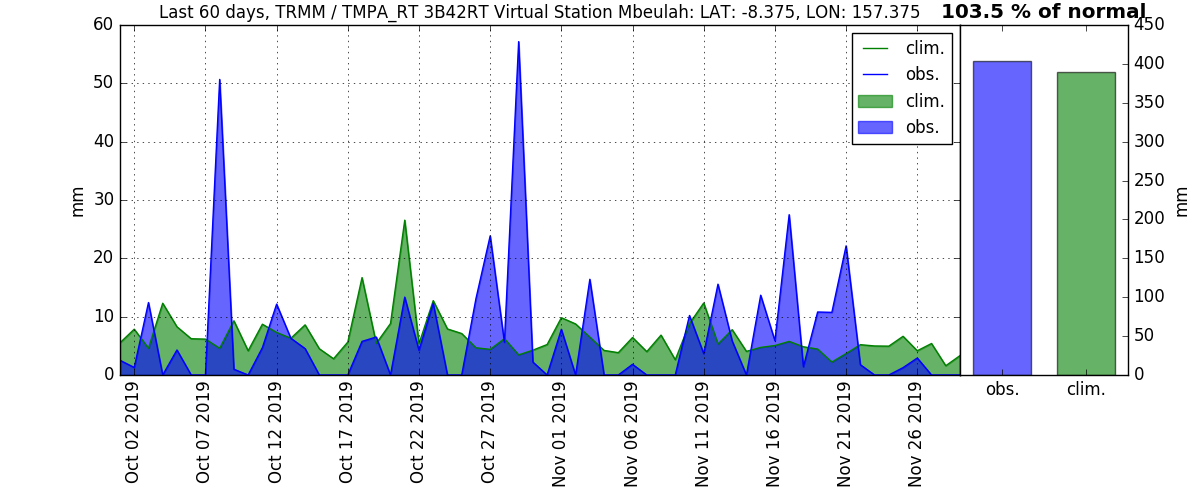 Last 60 days, TRMM / TMPA_RT 3B42RT Virtual Station Mbeulah: LAT: -8.375, LON: 157.375
103.5 % of normal
60
50
40
30
20
10
0
mm
clim.
obs.
clim.
obs.
Oct 02 2019
Oct 07 2019
Oct 12 2019
Oct 17 2019
Oct 22 2019
Oct 27 2019
Nov 01 2019
Nov 06 2019
Nov 11 2019
Nov 16 2019
Nov 21 2019
Nov 26 2019
450
400
350
300
250
200
150
100
50
0
mm
obs.
clim.